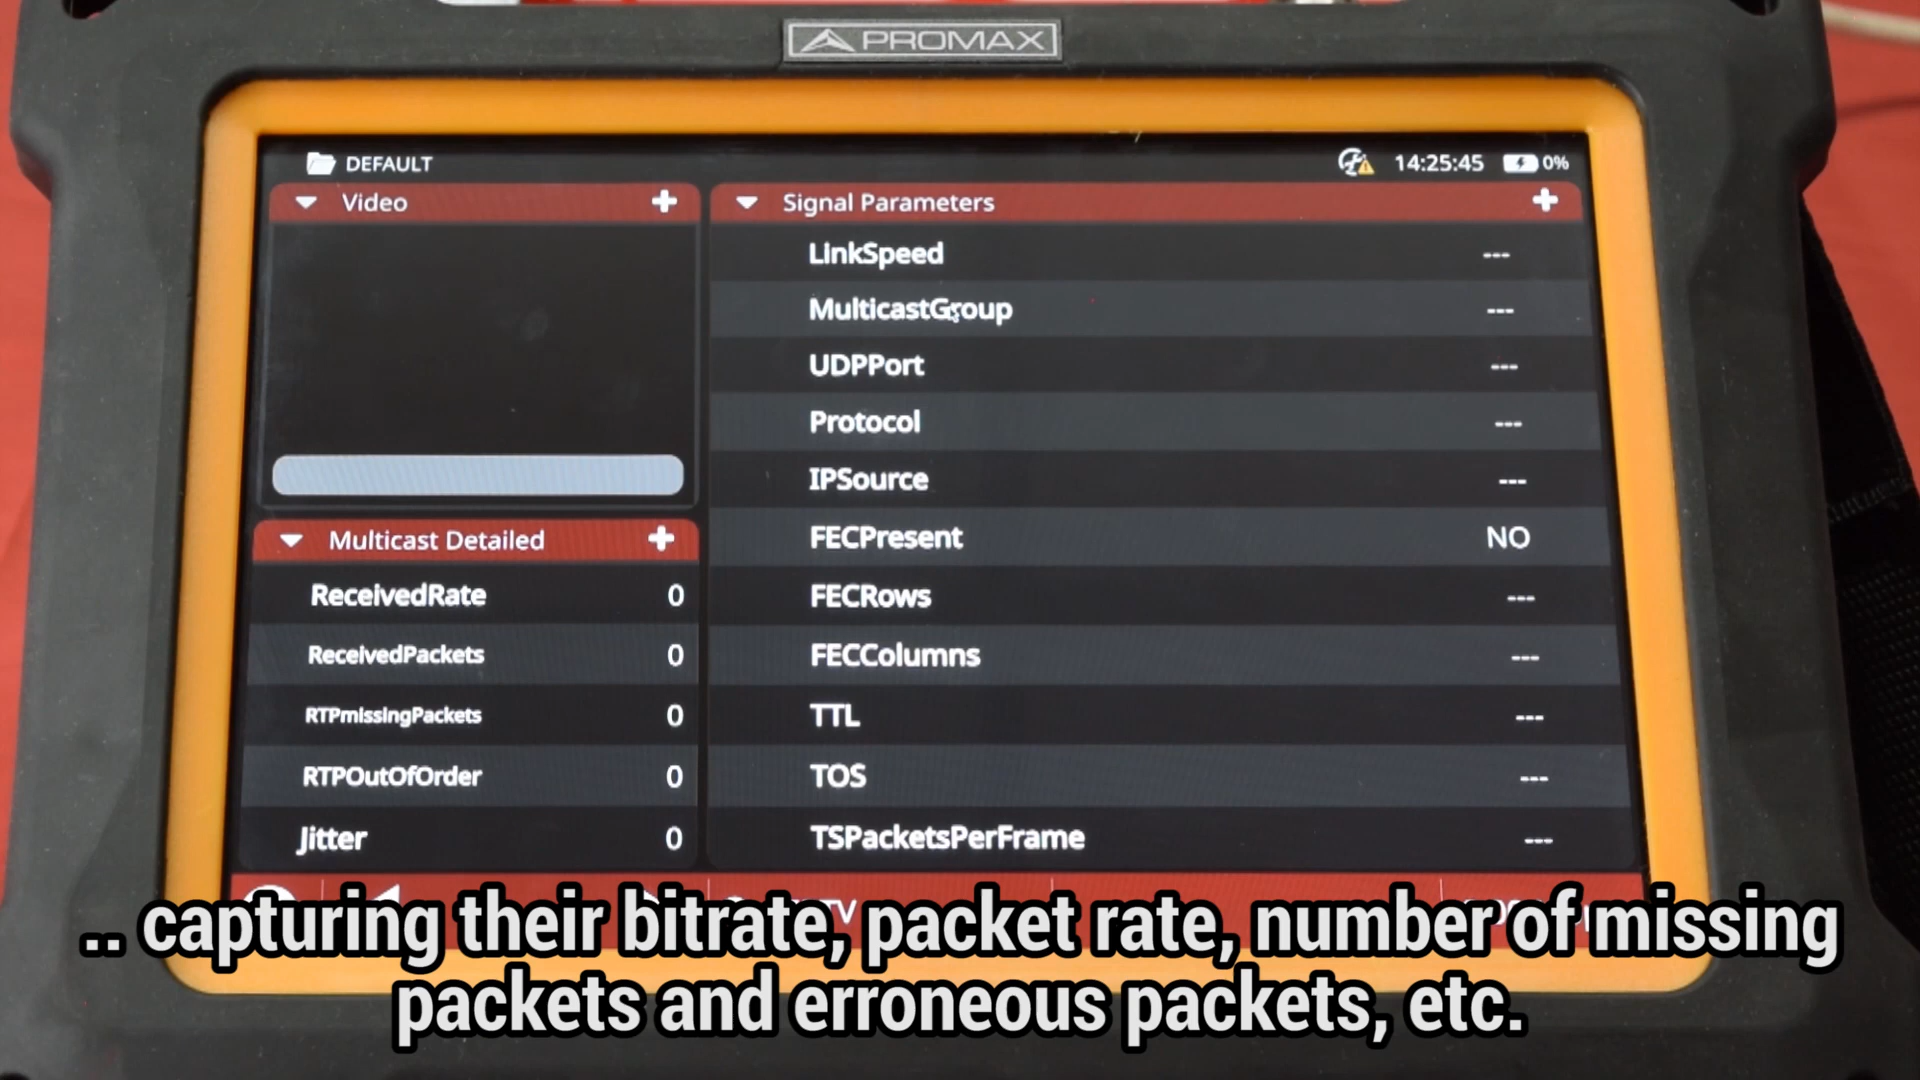 PROMAX
DEFAULT
14:25:45
0%
Video
Multicast Detailed
ReceivedRate 0
ReceivedPackets 0
RTPmissingPackets 0
RTPOutOfOrder 0
Jitter 0
Signal Parameters
LinkSpeed ---
MulticastGroup ---
UDPPort ---
Protocol ---
IPSource ---
FECPresent NO
FECRows ---
FECColumns ---
TTL ---
TOS ---
TSPacketsPerFrame ---
.. capturing their bitrate, packet rate, number of missing
packets and erroneous packets, etc.